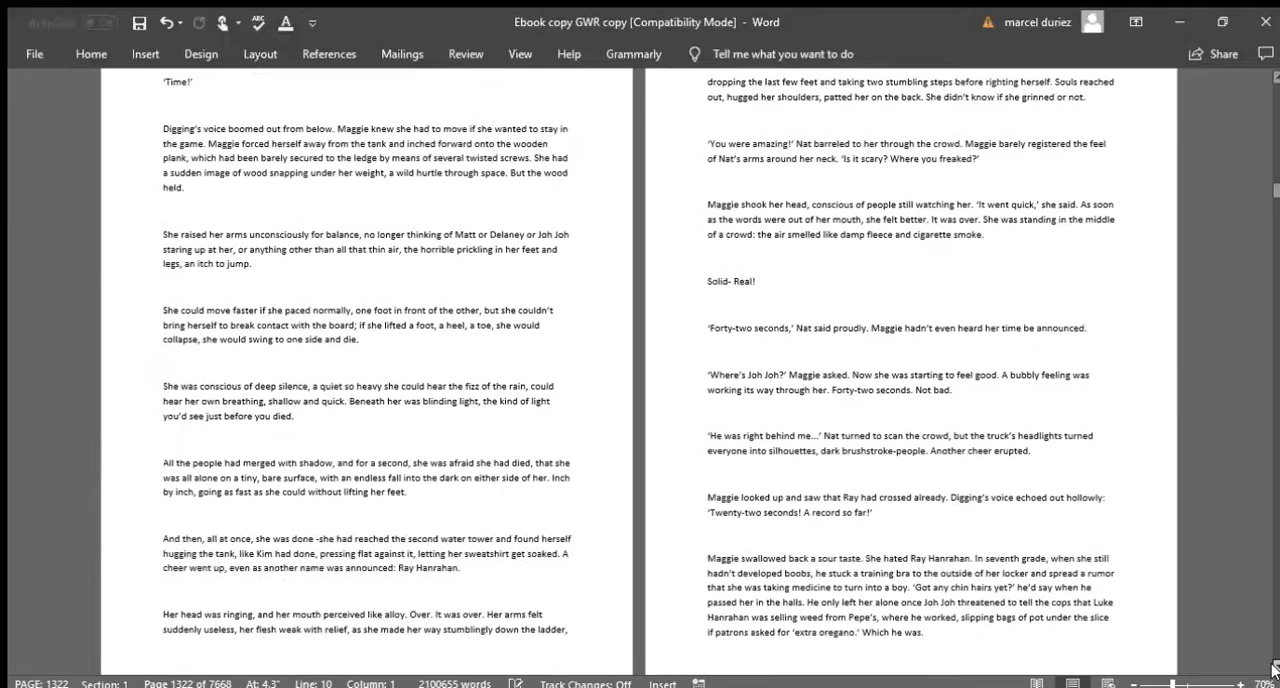 Ebook copy GWR copy [Compatibility Mode] - Word
marcel duriez
File Home Insert Design Layout References Mailings Review View Help Grammarly Tell me what you want to do Share
‘Time!’
Digging’s voice boomed out from below. Maggie knew she had to move if she wanted to stay in
the game. Maggie forced herself away from the tank and inched forward onto the wooden
plank, which had been barely secured to the ledge by means of several twisted screws. She had
a sudden image of wood snapping under her weight, a wild hurtle through space. But the wood
held.
She raised her arms unconsciously for balance, no longer thinking of Matt or Delaney or Joh Joh
staring up at her, or anything other than all that thin air, the horrible prickling in her feet and
legs, an itch to jump.
She could move faster if she paced normally, one foot in front of the other, but she couldn’t
bring herself to break contact with the board; if she lifted a foot, a heel, a toe, she would
collapse, she would swing to one side and die.
She was conscious of deep silence, a quiet so heavy she could hear the fizz of the rain, could
hear her own breathing, shallow and quick. Beneath her was blinding light, the kind of light
you’d see just before you died.
All the people had merged with shadow, and for a second, she was afraid she had died, that she
was all alone on a tiny, bare surface, with an endless fall into the dark on either side of her. Inch
by inch, going as fast as she could without lifting her feet.
And then, all at once, she was done -she had reached the second water tower and found herself
hugging the tank, like Kim had done, pressing flat against it, letting her sweatshirt get soaked. A
cheer went up, even as another name was announced: Ray Hanrahan.
Her head was ringing, and her mouth perceived like alloy. Over. It was over. Her arms felt
suddenly useless, her flesh weak with relief, as she made her way stumblingly down the ladder,
dropping the last few feet and taking two stumbling steps before righting herself. Souls reached
out, hugged her shoulders, patted her on the back. She didn’t know if she grinned or not.
‘You were amazing!’ Nat barreled to her through the crowd. Maggie barely registered the feel
of Nat’s arms around her neck. ‘Is it scary? Where you freaked?’
Maggie shook her head, conscious of people still watching her. ‘It went quick,’ she said. As soon
as the words were out of her mouth, she felt better. It was over. She was standing in the middle
of a crowd: the air smelled like damp fleece and cigarette smoke.
Solid- Real!
‘Forty-two seconds,’ Nat said proudly. Maggie hadn’t even heard her time be announced.
‘Where’s Joh Joh?’ Maggie asked. Now she was starting to feel good. A bubbly feeling was
working its way through her. Forty-two seconds. Not bad.
‘He was right behind me...’ Nat turned to scan the crowd, but the truck’s headlights turned
everyone into silhouettes, dark brushstroke-people. Another cheer erupted.
Maggie looked up and saw that Ray had crossed already. Digging’s voice echoed out hollowly:
‘Twenty-two seconds! A record so far!’
Maggie swallowed back a sour taste. She hated Ray Hanrahan. In seventh grade, when she still
hadn’t developed boobs, he stuck a training bra to the outside of her locker and spread a rumor
that she was taking medicine to turn into a boy. ‘Got any chin hairs yet?’ he’d say when he
passed her in the halls. He only left her alone once Joh Joh threatened to tell the cops that Luke
Hanrahan was selling weed from Pepe’s, where he worked, slipping bags of pot under the slice
if patrons asked for ‘extra oregano.’ Which he was.
PAGE: 1322 Section: 1 Page 1322 of 7668 At: 4.3" Line: 10 Column: 1 2100655 words Track Changes: Off Insert 70%